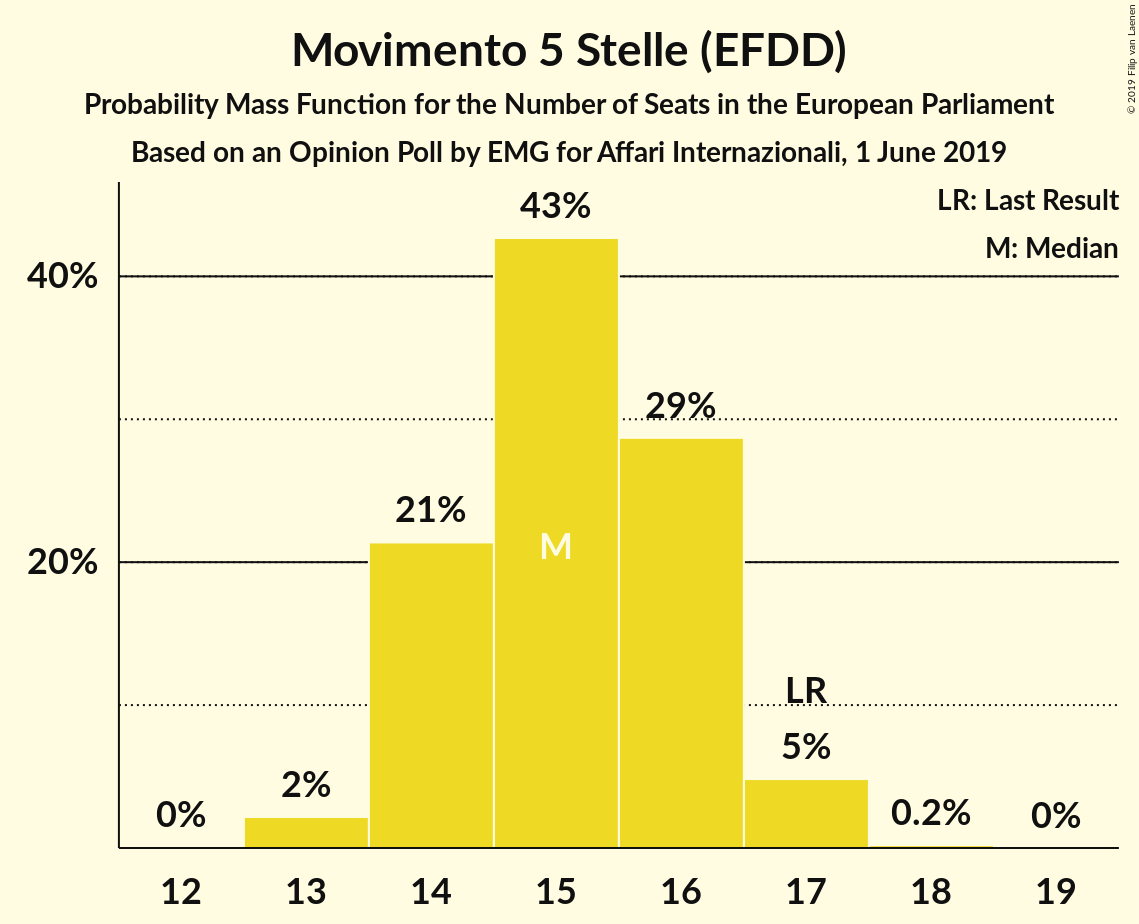 Movimento 5 Stelle (EFDD)
Probability Mass Function for the Number of Seats in the European Parliament
Based on an Opinion Poll by EMG for Affari Internazionali, 1 June 2019
© 2019 Filip van Laenen
LR: Last Result
M: Median
43%
40%
29%
21%
M
20%
LR
5%
2%
0%
0.2%
0%
12 13 14 15 16 17 18 19